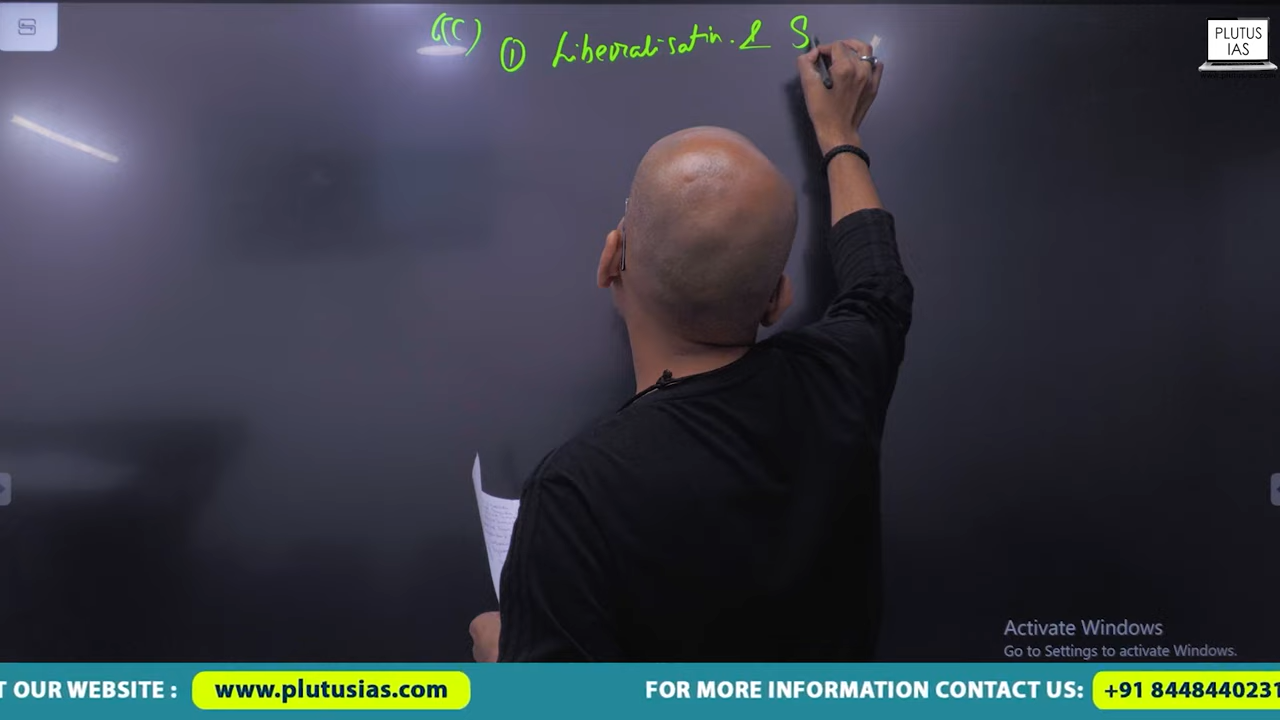 ① Liberalisatin. & S
PLUTUS
IAS
Activate Windows
Go to Settings to activate Windows.
T OUR WEBSITE : www.plutusias.com FOR MORE INFORMATION CONTACT US: +91 8448440231